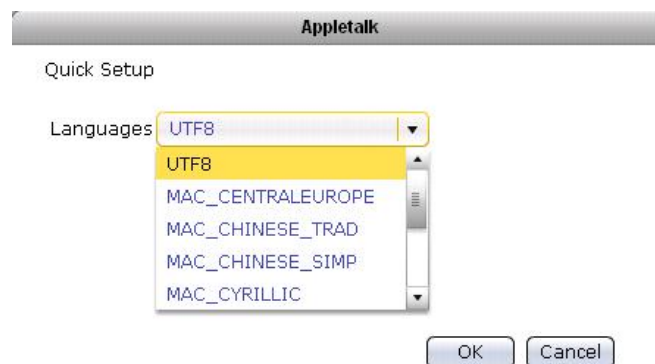 Appletalk
Quick Setup
Languages UTF8
UTF8
MAC_CENTRALEUROPE
MAC_CHINESE_TRAD
MAC_CHINESE_SIMP
MAC_CYRILLIC
OK Cancel